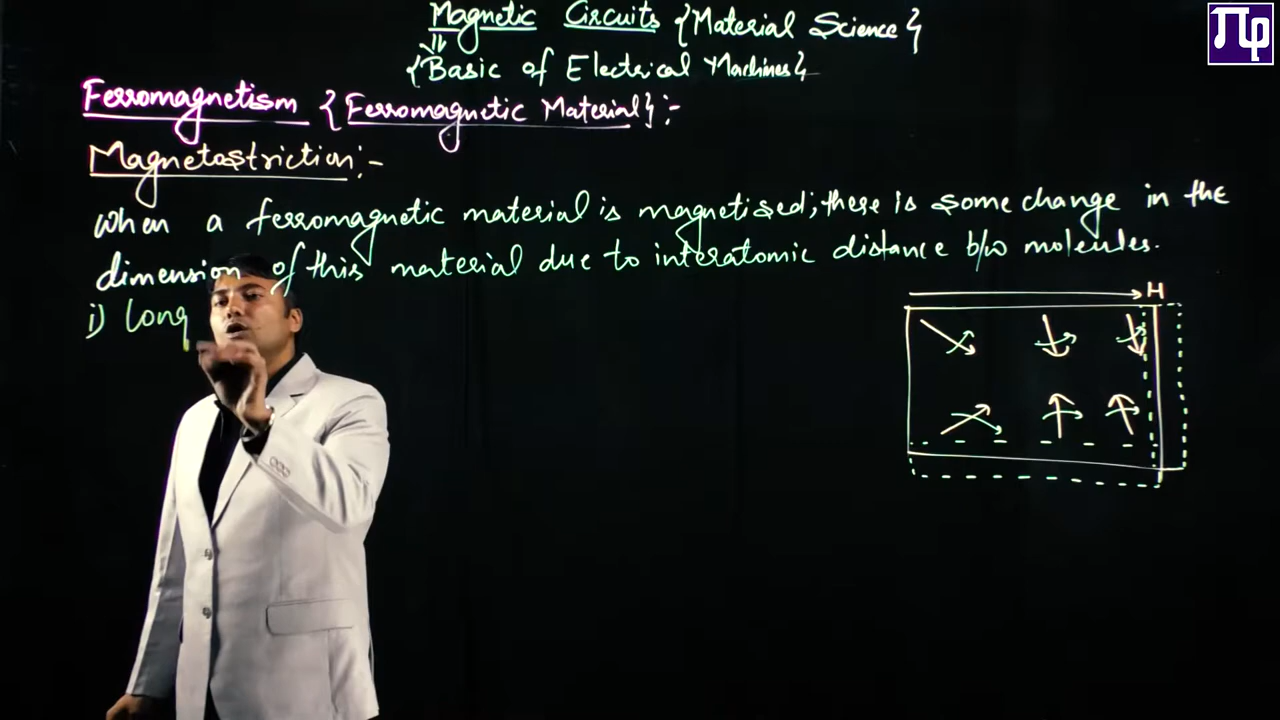 Magnetic Circuits {Material Science}
{Basic of Electrical Machines}
Ferromagnetism {Ferromagnetic Material}:-
Magnetostriction:-
When a ferromagnetic material is magnetised; there is some change in the
dimension of this material due to interatomic distance b/w molecules.
i) Long
H
πφ